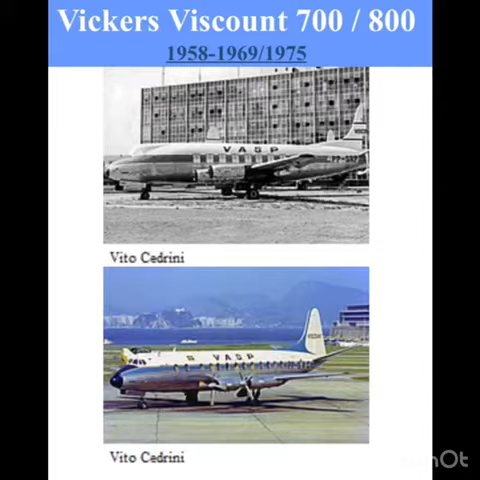 Vickers Viscount 700 / 800
1958-1969/1975
VASP
Vito Cedrini
VASP
Vito Cedrini